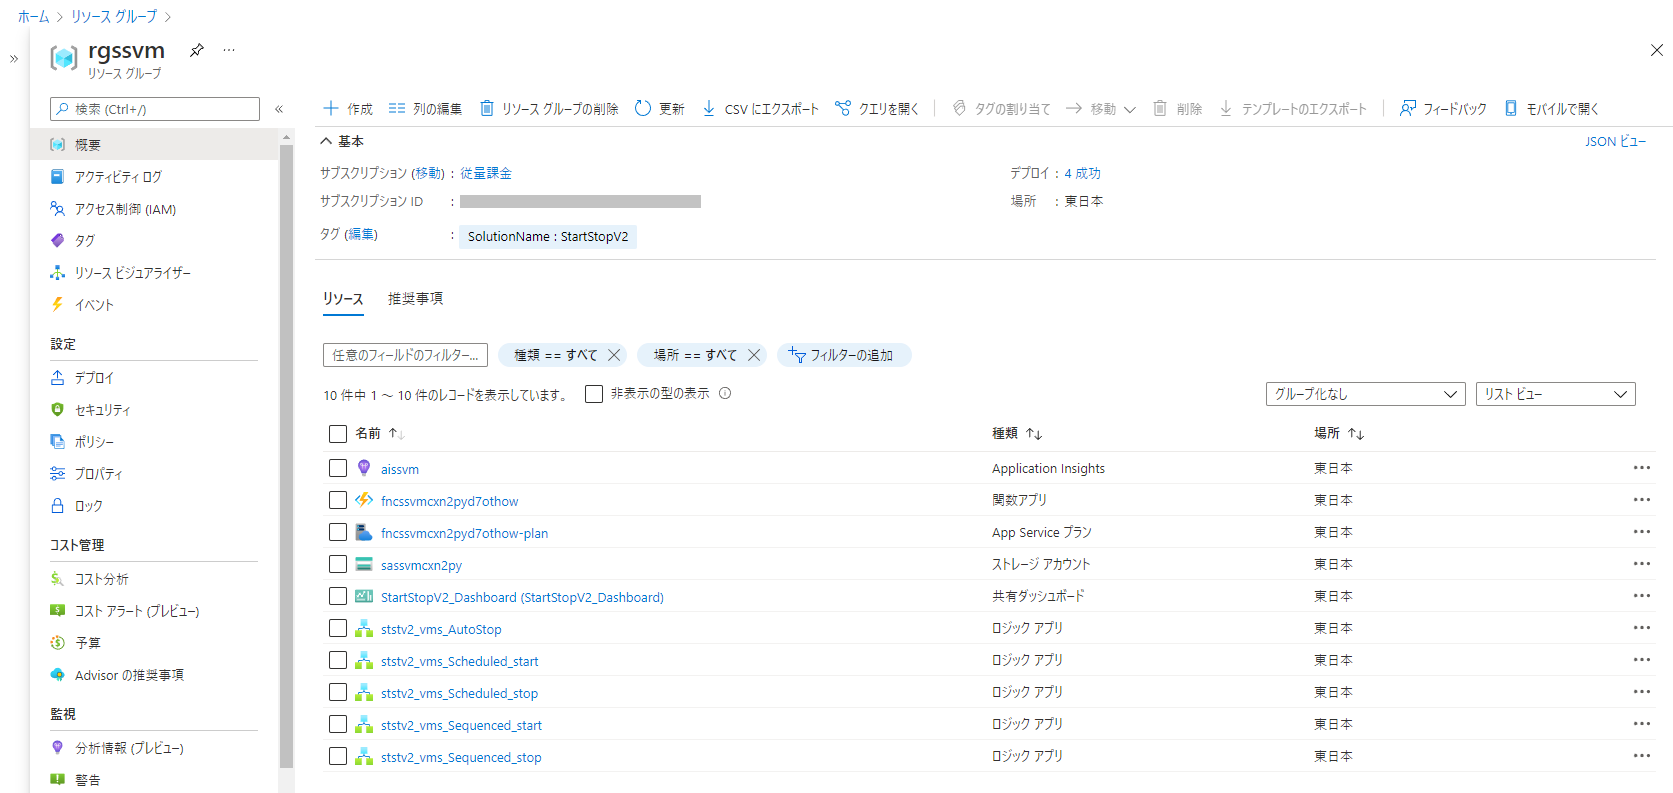 ホーム > リソース グループ >
rgssvm
リソース グループ
検索 (Ctrl+/)
概要
アクティビティ ログ
アクセス制御 (IAM)
タグ
リソース ビジュアライザー
イベント
設定
デプロイ
セキュリティ
ポリシー
プロパティ
ロック
コスト管理
コスト分析
コスト アラート (プレビュー)
予算
Advisor の推奨事項
監視
分析情報 (プレビュー)
警告
作成 列の編集 リソース グループの削除 更新 CSV にエクスポート クエリを開く タグの割り当て 移動 削除 テンプレートのエクスポート フィードバック モバイルで開く
基本 JSON ビュー
サブスクリプション (移動) : 従量課金 デプロイ : 4 成功
サブスクリプション ID : 場所 : 東日本
タグ (編集) : SolutionName : StartStopV2
リソース 推奨事項
任意のフィールドのフィルター... 種類 == すべて 場所 == すべて フィルターの追加
10 件中 1 ～ 10 件のレコードを表示しています。 非表示の型の表示 グループ化なし リスト ビュー
名前 ↑↓ 種類 ↑↓ 場所 ↑↓
aissvm Application Insights 東日本
fncssvmcxn2pyd7othow 関数アプリ 東日本
fncssvmcxn2pyd7othow-plan App Service プラン 東日本
sassvmcxn2py ストレージ アカウント 東日本
StartStopV2_Dashboard (StartStopV2_Dashboard) 共有ダッシュボード 東日本
ststv2_vms_AutoStop ロジック アプリ 東日本
ststv2_vms_Scheduled_start ロジック アプリ 東日本
ststv2_vms_Scheduled_stop ロジック アプリ 東日本
ststv2_vms_Sequenced_start ロジック アプリ 東日本
ststv2_vms_Sequenced_stop ロジック アプリ 東日本